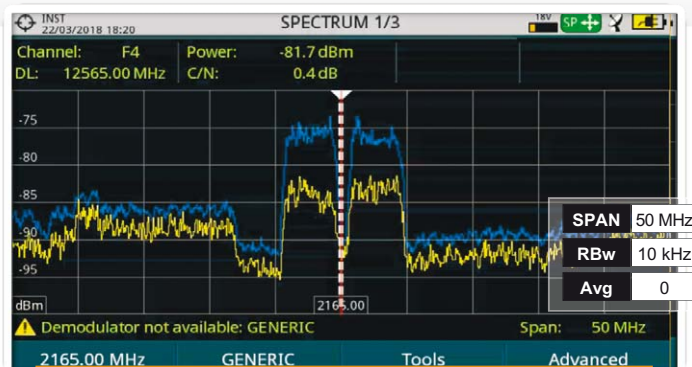 INST
22/03/2018 18:20
SPECTRUM 1/3
18V
SP
Channel: F4 Power: -81.7 dBm
DL: 12565.00 MHz C/N: 0.4 dB
-75
-80
-85
-90
-95
SPAN 50 MHz
RBw 10 kHz
Avg 0
dBm
2165.00
Demodulator not available: GENERIC Span: 50 MHz
2165.00 MHz GENERIC Tools Advanced